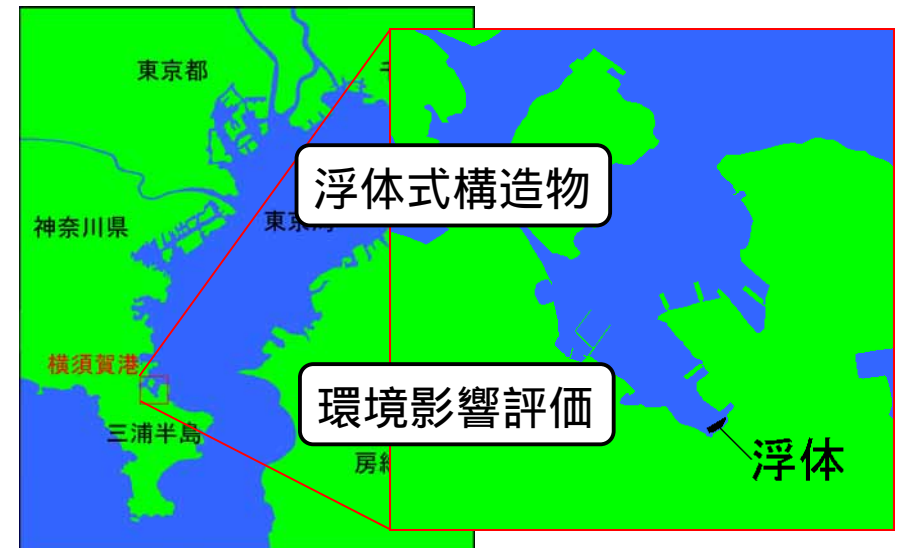 東京都
浮体式構造物
神奈川県
横須賀港
環境影響評価
三浦半島
浮体